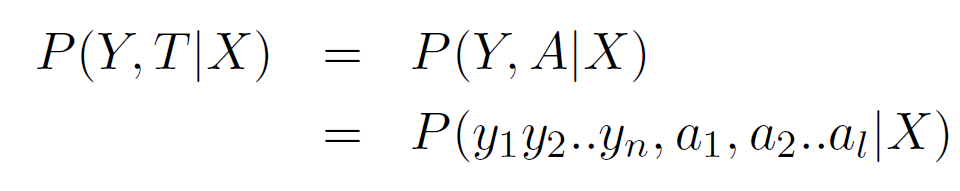 P(Y, T|X) = P(Y, A|X)
= P(y₁y₂..yₙ, a₁, a₂..aₗ|X)